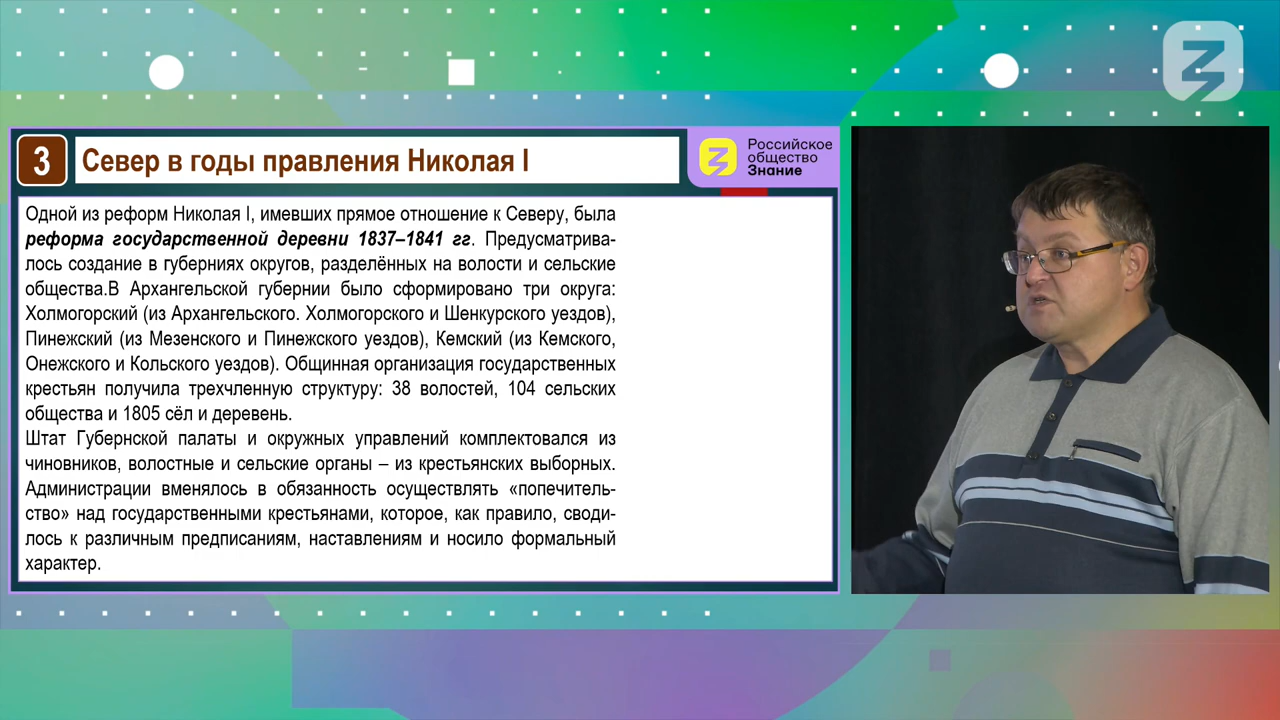 3
Север в годы правления Николая I
Российское
общество
Знание
Одной из реформ Николая I, имевших прямое отношение к Северу, была
реформа государственной деревни 1837–1841 гг. Предусматрива-
лось создание в губерниях округов, разделённых на волости и сельские
общества.В Архангельской губернии было сформировано три округа:
Холмогорский (из Архангельского. Холмогорского и Шенкурского уездов),
Пинежский (из Мезенского и Пинежского уездов), Кемский (из Кемского,
Онежского и Кольского уездов). Общинная организация государственных
крестьян получила трехчленную структуру: 38 волостей, 104 сельских
общества и 1805 сёл и деревень.
Штат Губернской палаты и окружных управлений комплектовался из
чиновников, волостные и сельские органы – из крестьянских выборных.
Администрации вменялось в обязанность осуществлять «попечитель-
ство» над государственными крестьянами, которое, как правило, своди-
лось к различным предписаниям, наставлениям и носило формальный
характер.